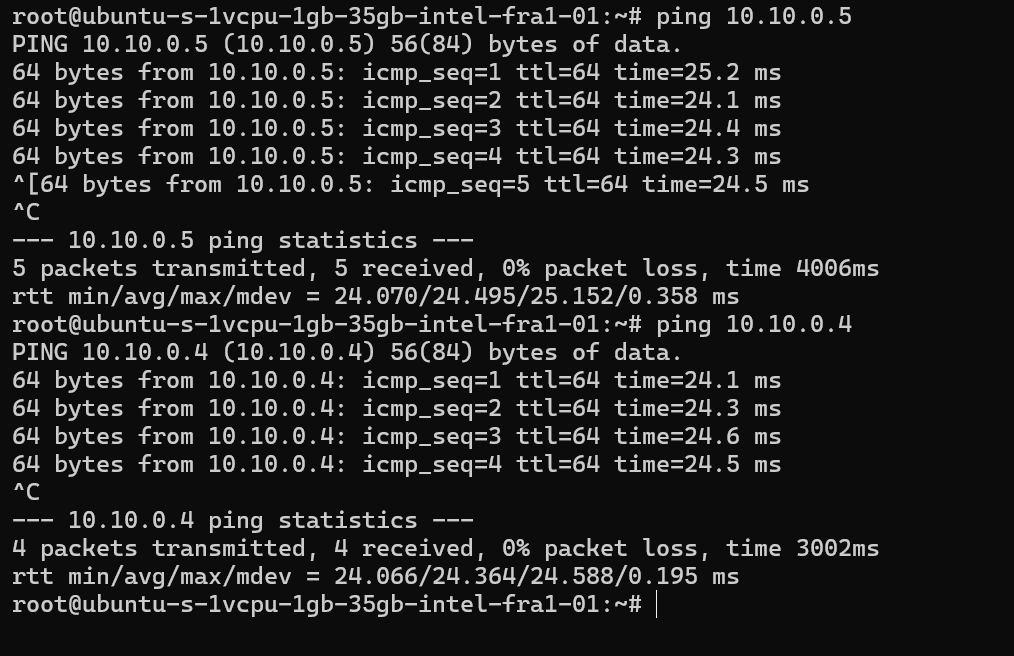 root@ubuntu-s-1vcpu-1gb-35gb-intel-fra1-01:~# ping 10.10.0.5
PING 10.10.0.5 (10.10.0.5) 56(84) bytes of data.
64 bytes from 10.10.0.5: icmp_seq=1 ttl=64 time=25.2 ms
64 bytes from 10.10.0.5: icmp_seq=2 ttl=64 time=24.1 ms
64 bytes from 10.10.0.5: icmp_seq=3 ttl=64 time=24.4 ms
64 bytes from 10.10.0.5: icmp_seq=4 ttl=64 time=24.3 ms
^[64 bytes from 10.10.0.5: icmp_seq=5 ttl=64 time=24.5 ms
^C
--- 10.10.0.5 ping statistics ---
5 packets transmitted, 5 received, 0% packet loss, time 4006ms
rtt min/avg/max/mdev = 24.070/24.495/25.152/0.358 ms
root@ubuntu-s-1vcpu-1gb-35gb-intel-fra1-01:~# ping 10.10.0.4
PING 10.10.0.4 (10.10.0.4) 56(84) bytes of data.
64 bytes from 10.10.0.4: icmp_seq=1 ttl=64 time=24.1 ms
64 bytes from 10.10.0.4: icmp_seq=2 ttl=64 time=24.3 ms
64 bytes from 10.10.0.4: icmp_seq=3 ttl=64 time=24.6 ms
64 bytes from 10.10.0.4: icmp_seq=4 ttl=64 time=24.5 ms
^C
--- 10.10.0.4 ping statistics ---
4 packets transmitted, 4 received, 0% packet loss, time 3002ms
rtt min/avg/max/mdev = 24.066/24.364/24.588/0.195 ms
root@ubuntu-s-1vcpu-1gb-35gb-intel-fra1-01:~#